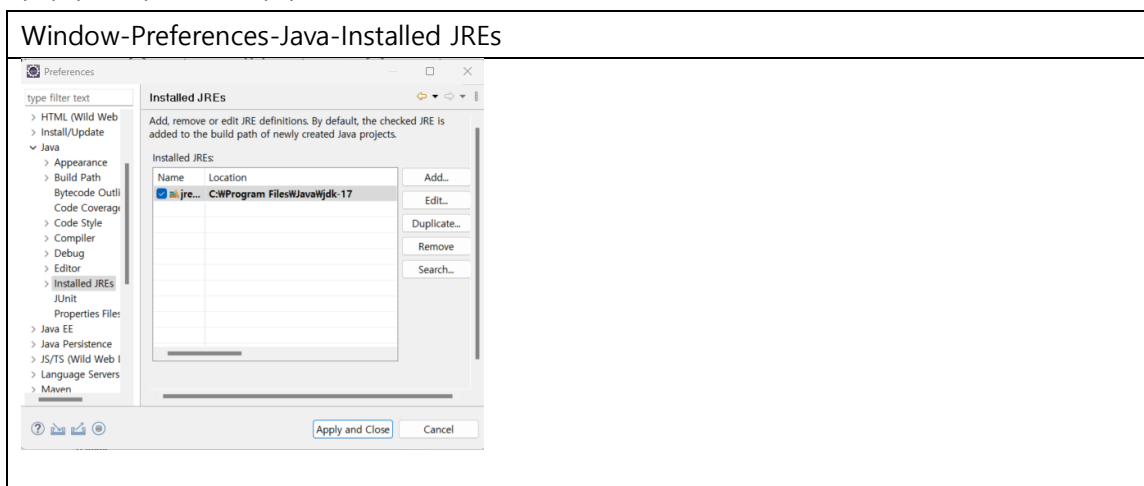 Window-Preferences-Java-Installed JREs
Preferences
type filter text
Installed JREs
HTML (Wild Web
Install/Update
Java
Appearance
Build Path
Bytecode Outli
Code Coverage
Code Style
Compiler
Debug
Editor
Installed JREs
JUnit
Properties Files
Java EE
Java Persistence
JS/TS (Wild Web I
Language Servers
Maven
Add, remove or edit JRE definitions. By default, the checked JRE is
added to the build path of newly created Java projects.
Installed JREs:
Name Location
jre... C:₩Program Files₩Java₩jdk-17
Add...
Edit...
Duplicate...
Remove
Search...
Apply and Close
Cancel